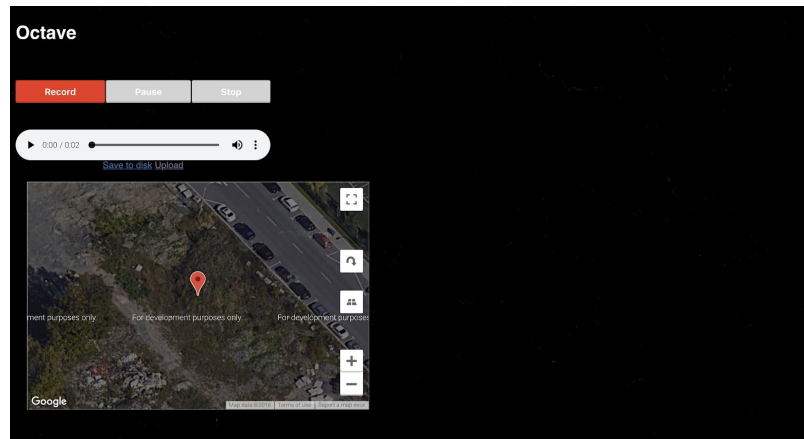 Octave
Record Pause Stop
0:00 / 0:02
Save to disk Upload
ment purposes only For development purposes only For development purposes
Google Map data ©2018 Terms of Use Report a map error